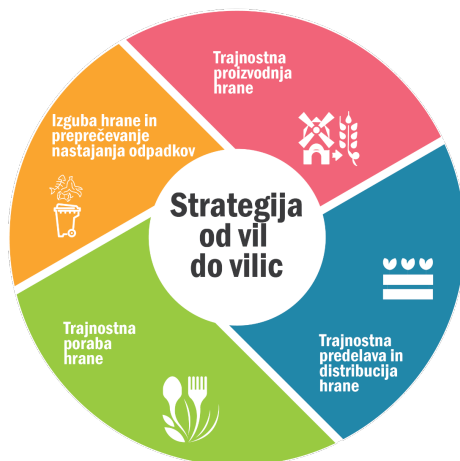 Trajnostna
proizvodnja
hrane
Izguba hrane in
preprečevanje
nastajanja odpadkov
Strategija
od vil
do vilic
Trajnostna
poraba
hrane
Trajnostna
predelava in
distribucija
hrane